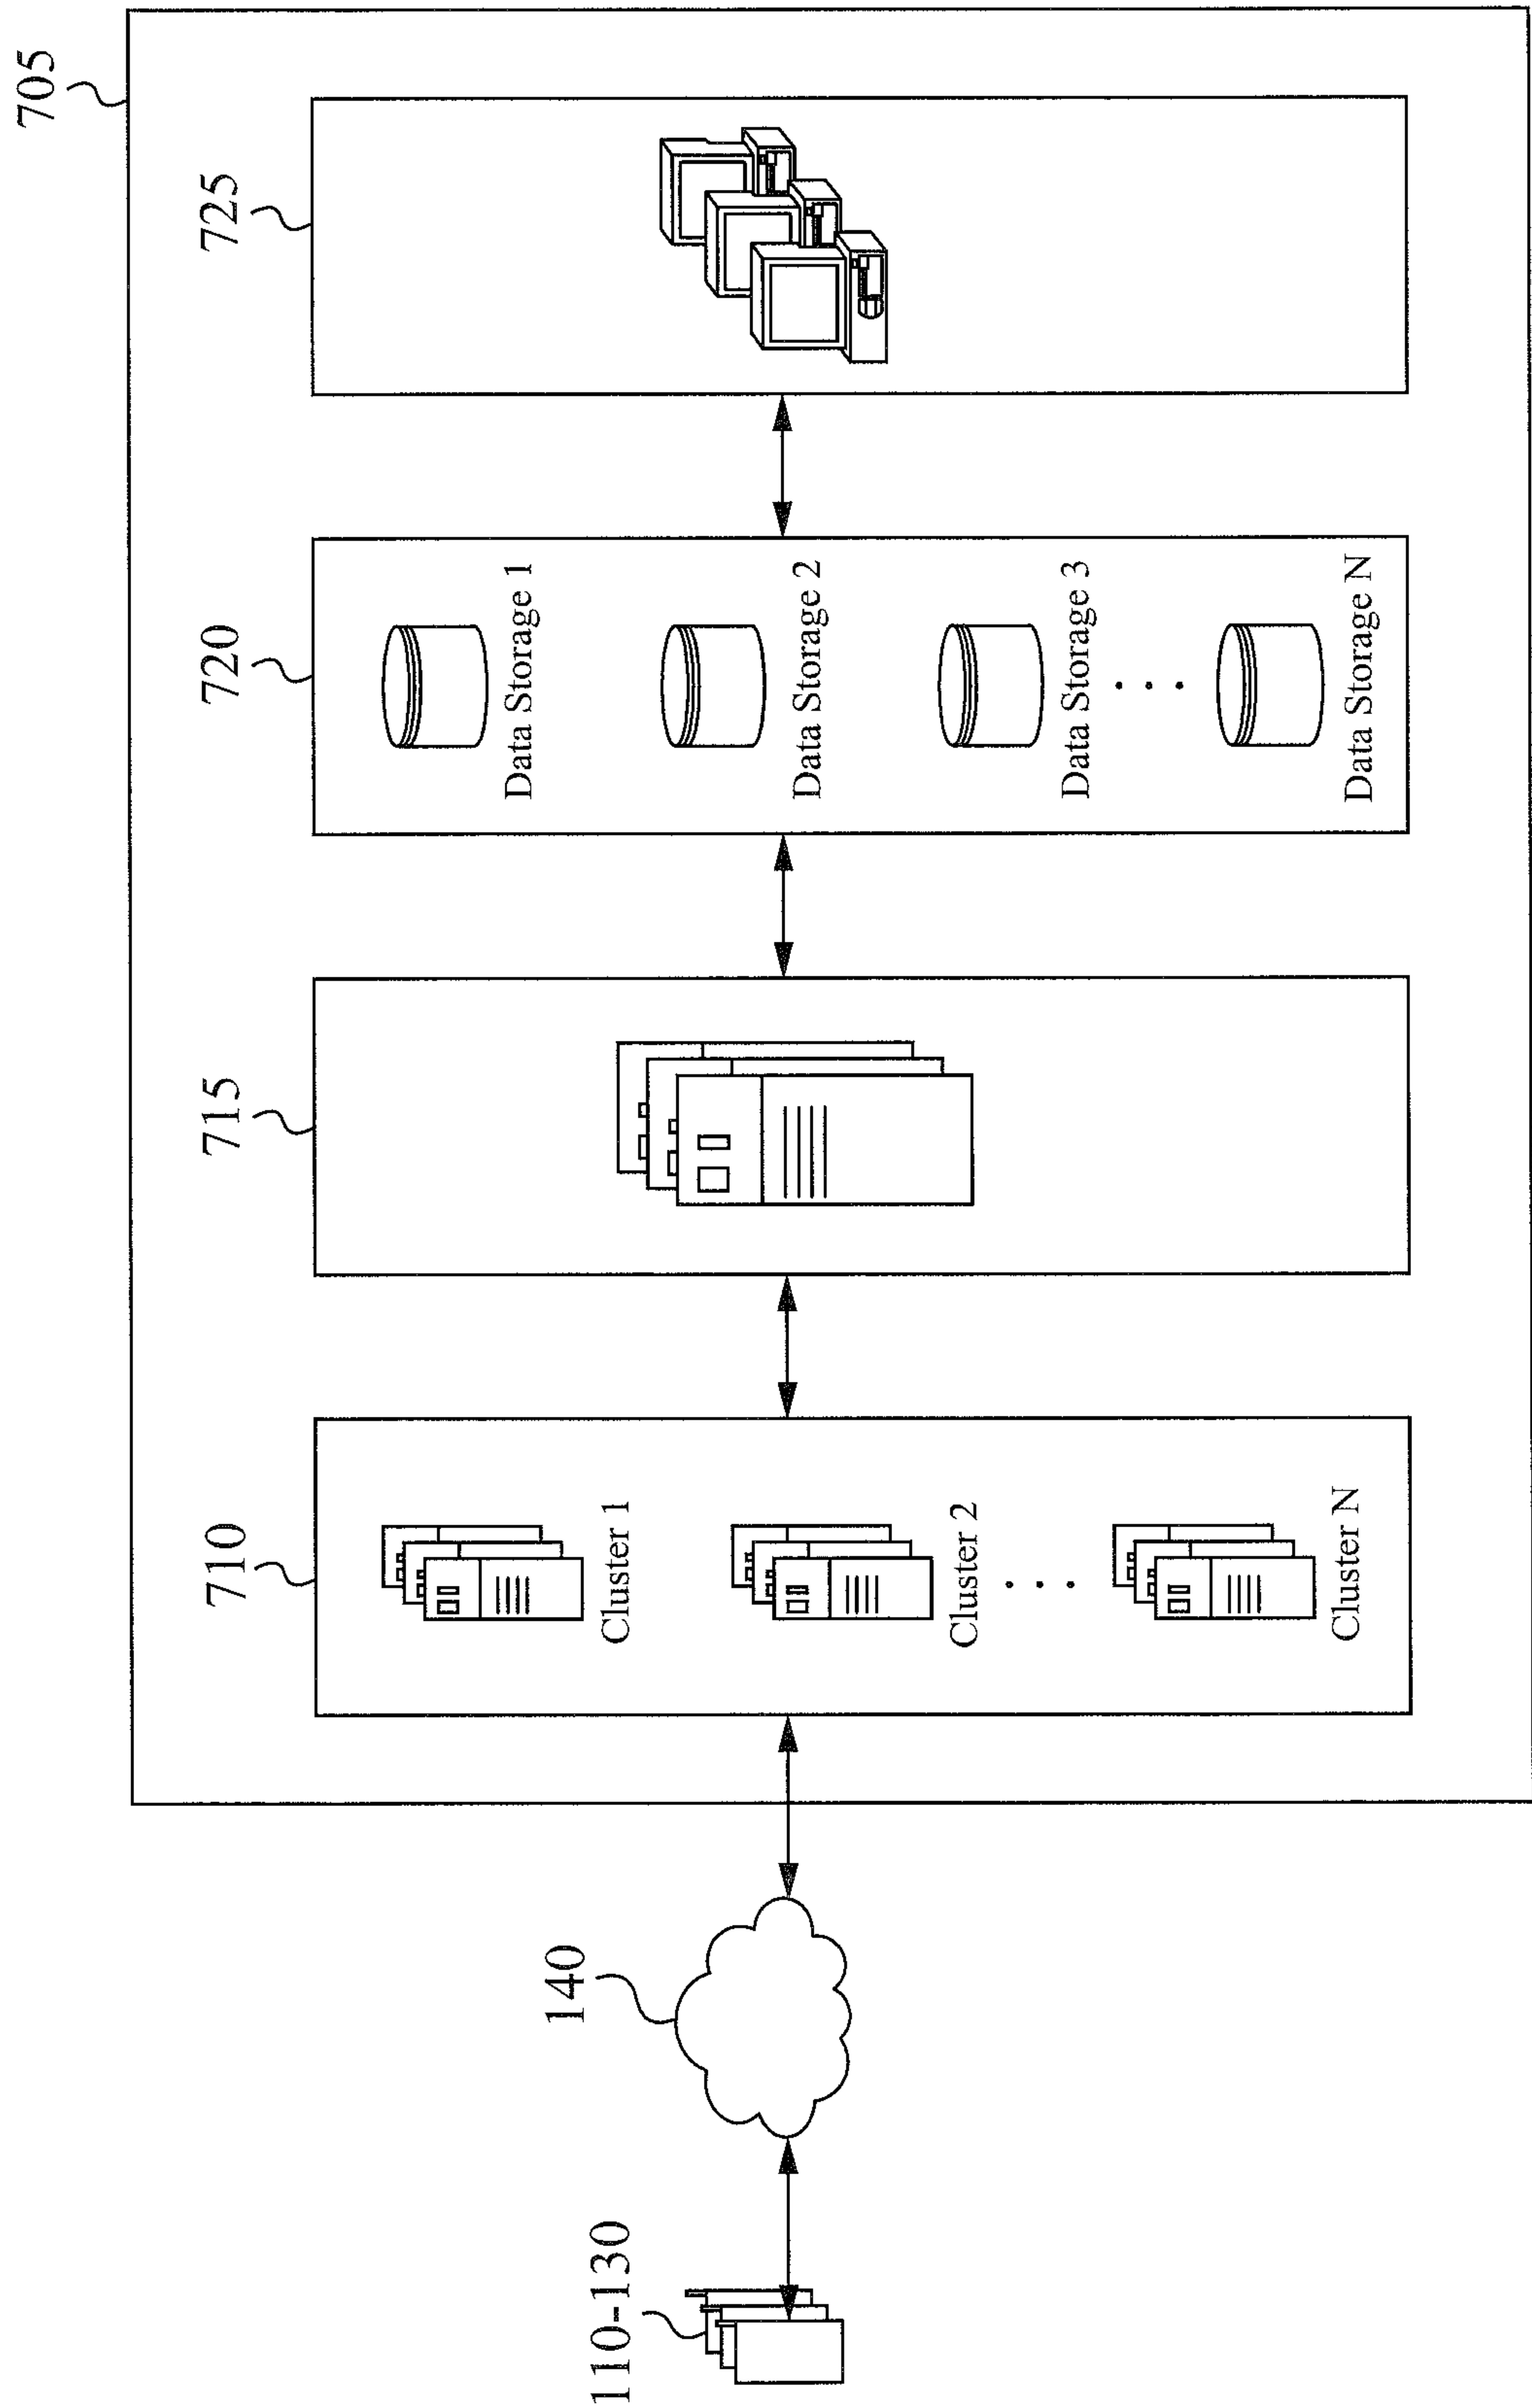 705
710
715
720
725
140
110-130
Cluster 1
Cluster 2
. . .
Cluster N
Data Storage 1
Data Storage 2
Data Storage 3
. . .
Data Storage N